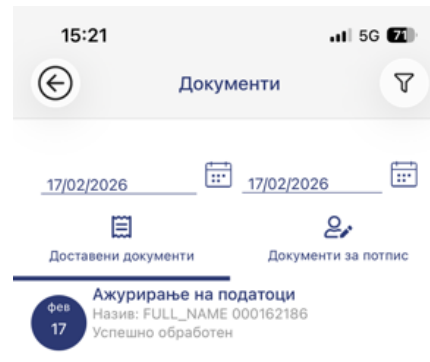 15:21 5G 71
Документи
17/02/2026 17/02/2026
Доставени документи Документи за потпис
фев
17
Ажурирање на податоци
Назив: FULL_NAME 000162186
Успешно обработен